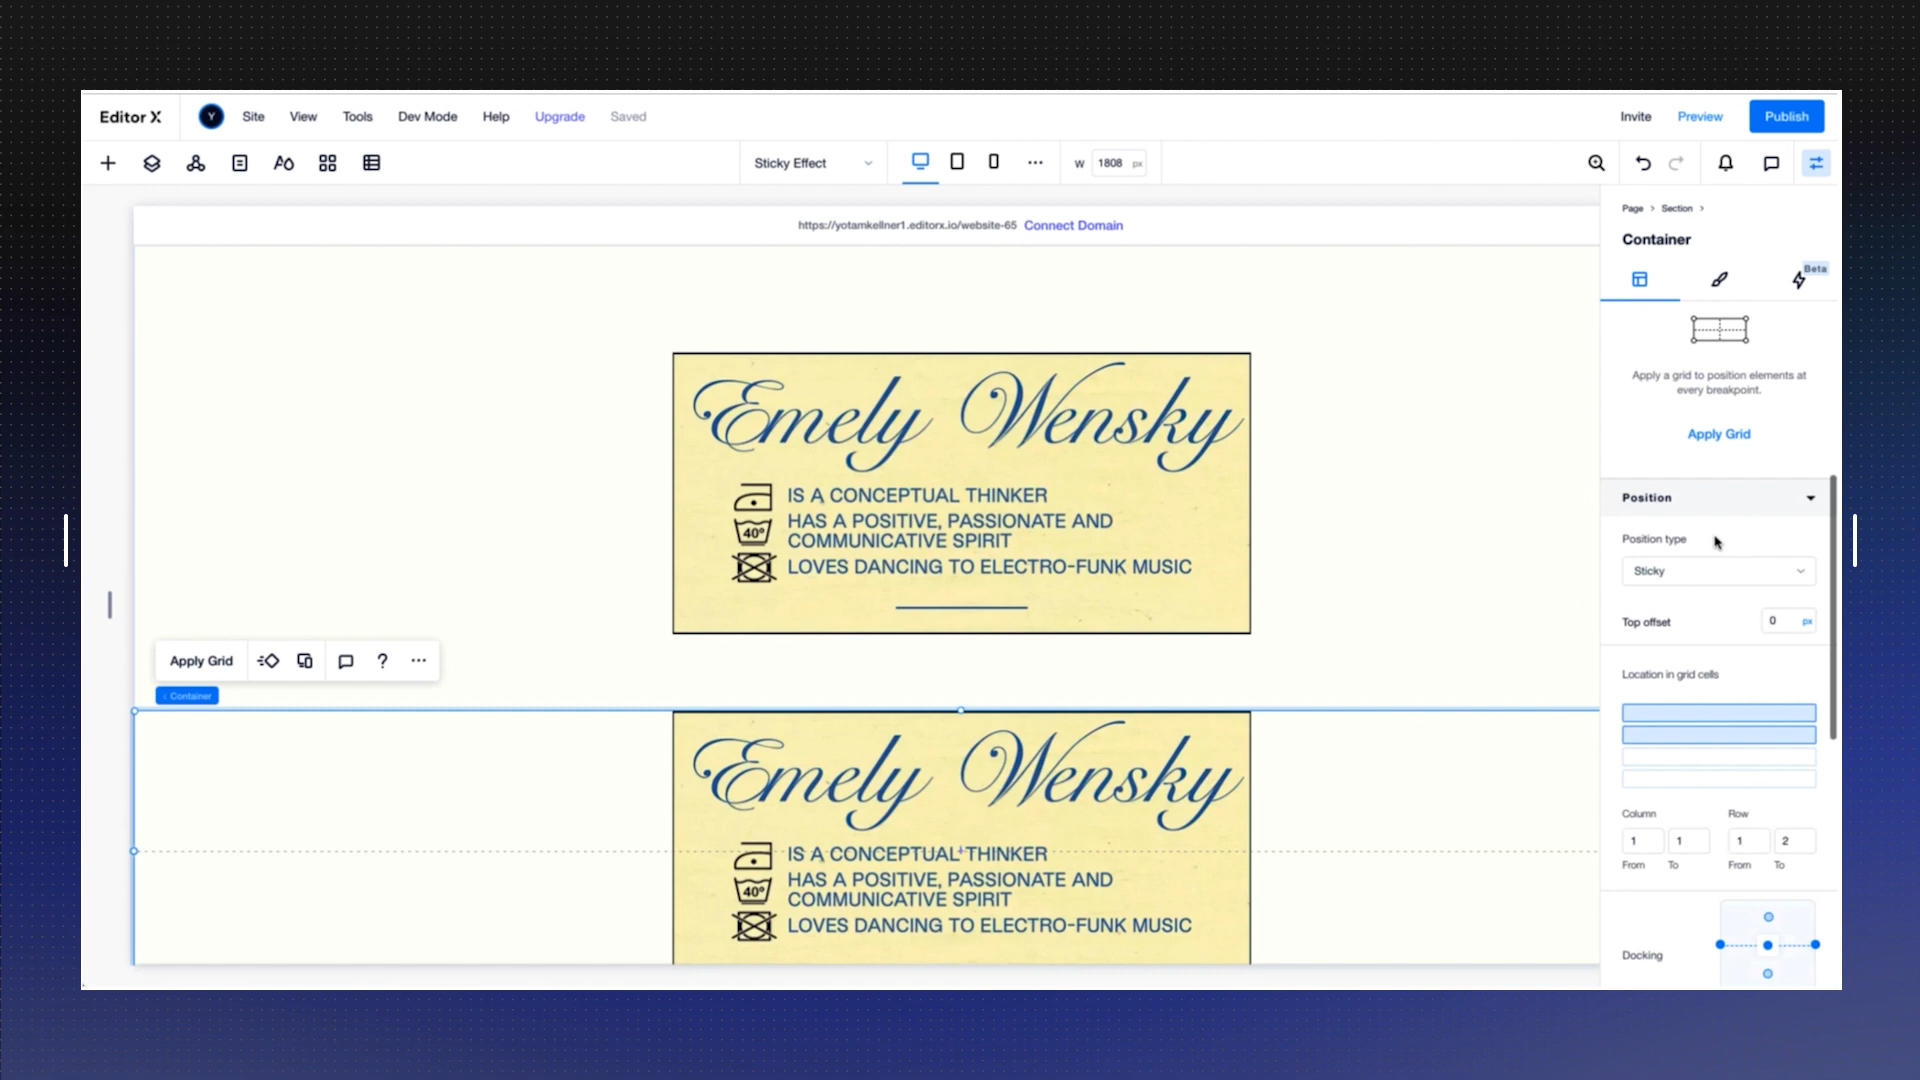 Editor X
Y
Site
View
Tools
Dev Mode
Help
Upgrade
Saved
Invite
Preview
Publish
Sticky Effect
W 1808 px
https://yotamkellner1.editorx.io/website-65 Connect Domain
Page > Section >
Container
Beta
Apply a grid to position elements at
every breakpoint.
Apply Grid
Position
Position type
Sticky
Top offset 0 px
Location in grid cells
Column Row
1 1 1 2
From To From To
Docking
Emely Wensky
IS A CONCEPTUAL THINKER
40° HAS A POSITIVE, PASSIONATE AND
COMMUNICATIVE SPIRIT
LOVES DANCING TO ELECTRO-FUNK MUSIC
Apply Grid
?
‹ Container
Emely Wensky
IS A CONCEPTUAL THINKER
40° HAS A POSITIVE, PASSIONATE AND
COMMUNICATIVE SPIRIT
LOVES DANCING TO ELECTRO-FUNK MUSIC